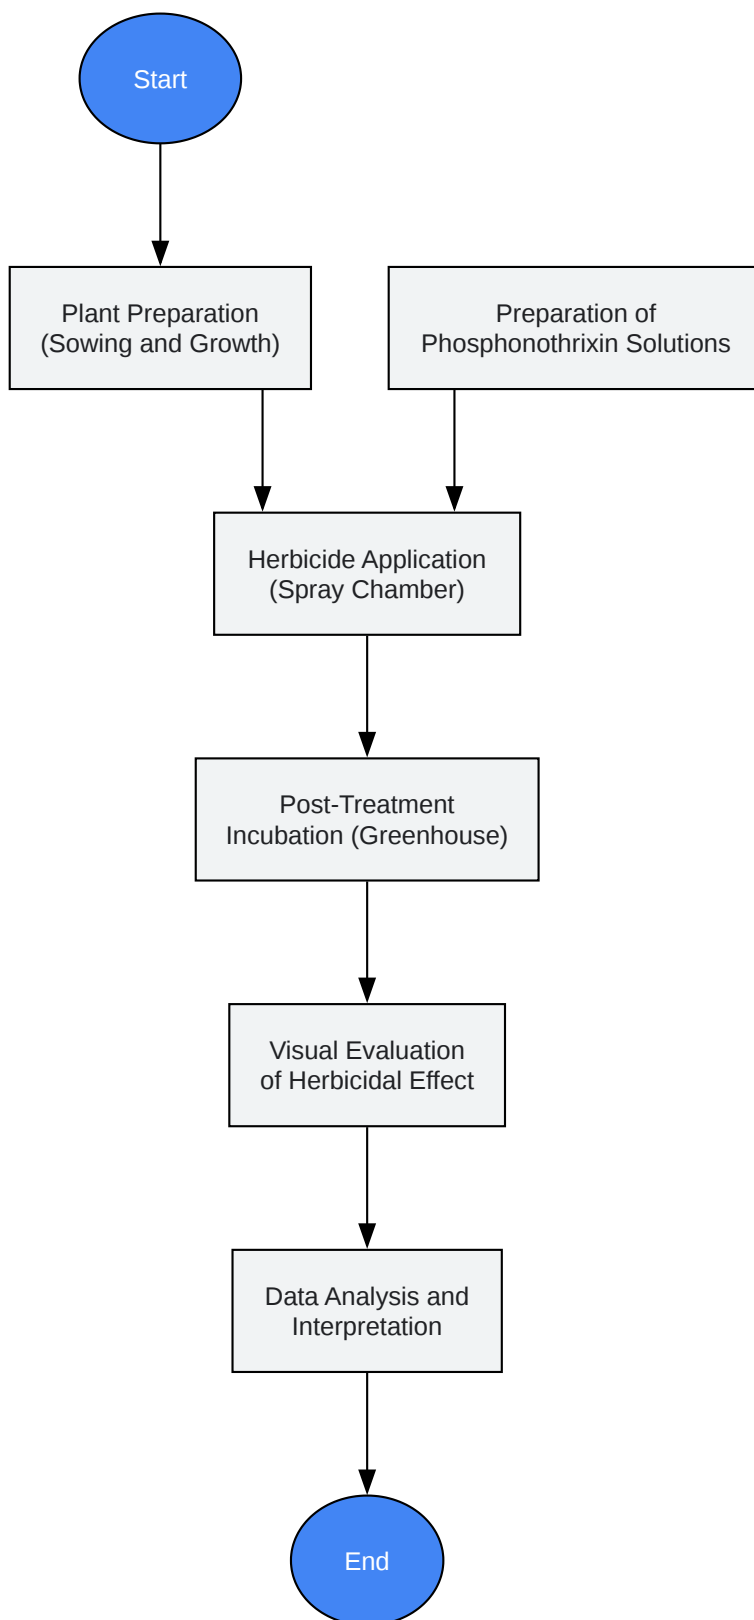 Start
Plant Preparation
(Sowing and Growth)
Preparation of
Phosphonothrixin Solutions
Herbicide Application
(Spray Chamber)
Post-Treatment
Incubation (Greenhouse)
Visual Evaluation
of Herbicidal Effect
Data Analysis and
Interpretation
End